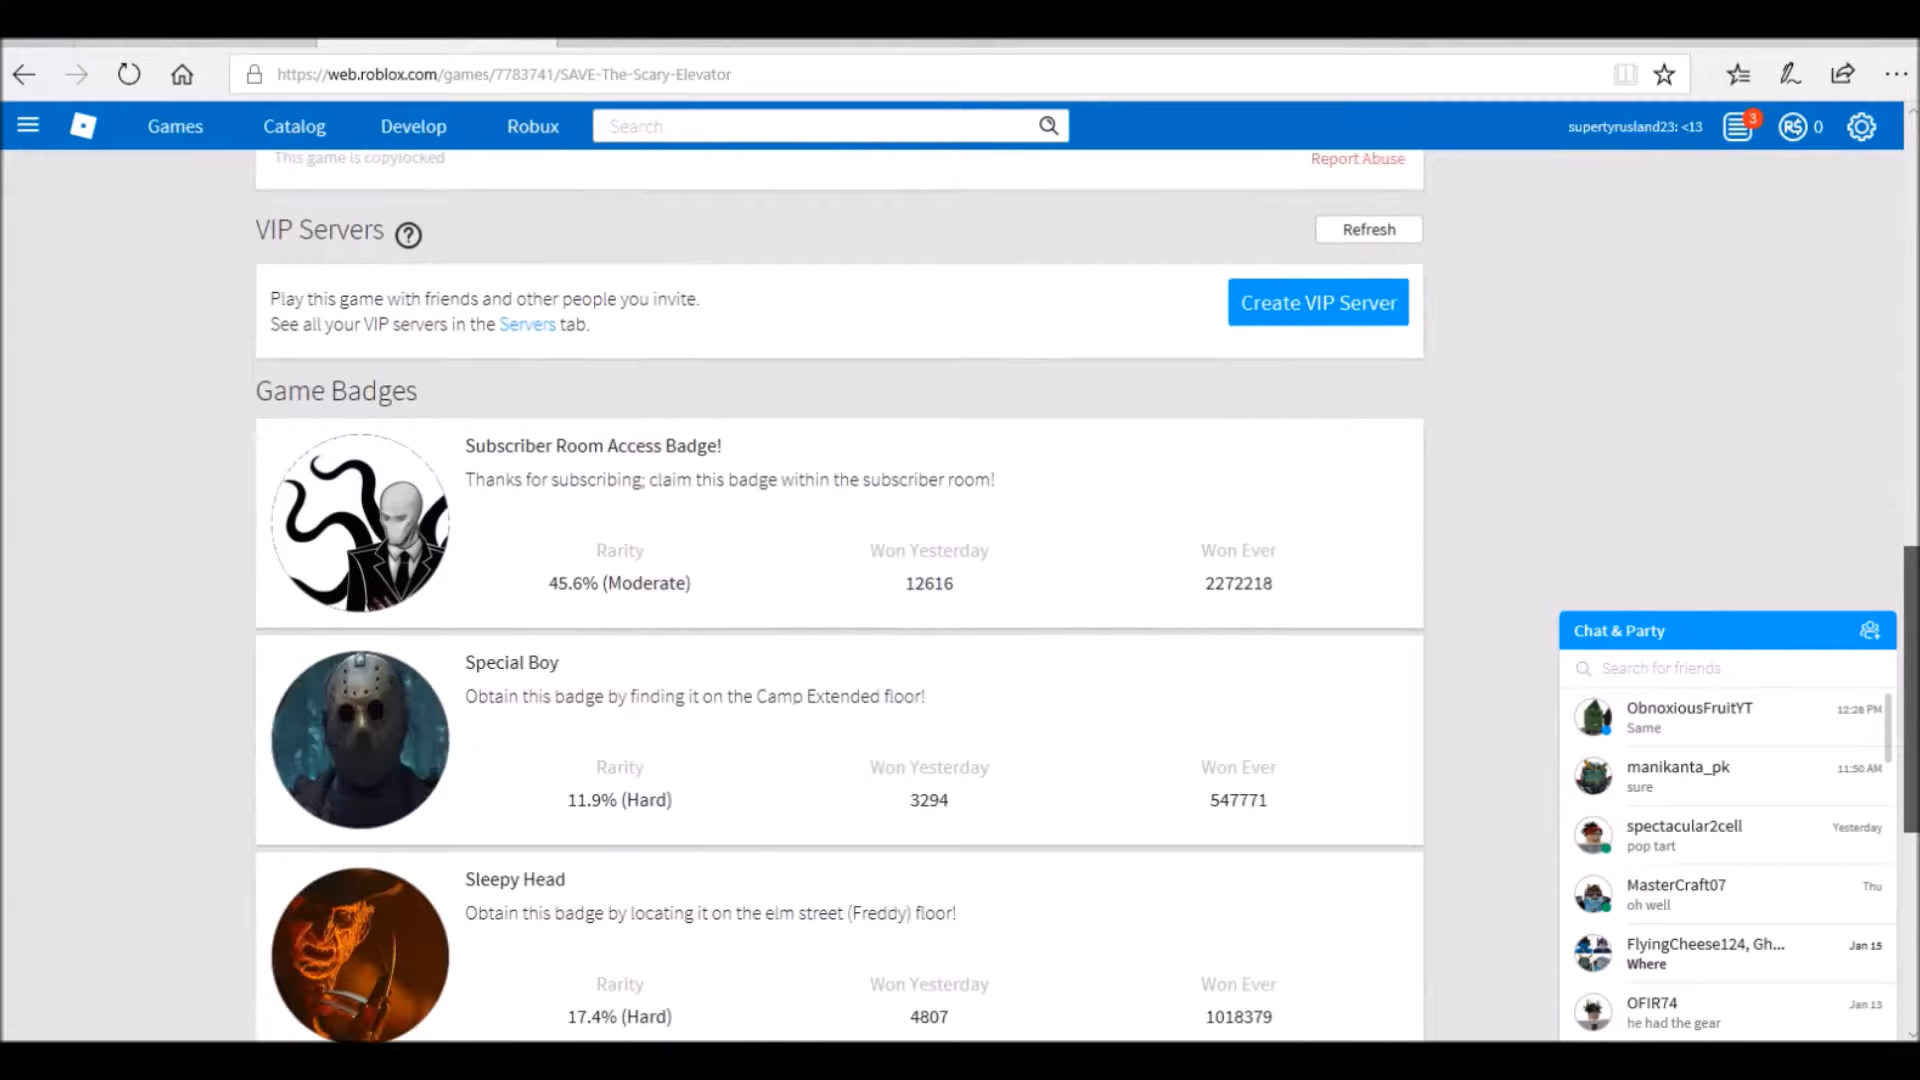 https://web.roblox.com/games/7783741/SAVE-The-Scary-Elevator
Games Catalog Develop Robux Search supertyrusland23: <13 3 R$ 0
This game is copylocked Report Abuse
VIP Servers ? Refresh
Play this game with friends and other people you invite.
See all your VIP servers in the Servers tab.
Create VIP Server
Game Badges
Subscriber Room Access Badge!
Thanks for subscribing; claim this badge within the subscriber room!
Rarity Won Yesterday Won Ever
45.6% (Moderate) 12616 2272218
Special Boy
Obtain this badge by finding it on the Camp Extended floor!
Rarity Won Yesterday Won Ever
11.9% (Hard) 3294 547771
Sleepy Head
Obtain this badge by locating it on the elm street (Freddy) floor!
Rarity Won Yesterday Won Ever
17.4% (Hard) 4807 1018379
Chat & Party
Search for friends
ObnoxiousFruitYT 12:28 PM
Same
manikanta_pk 11:50 AM
sure
spectacular2cell Yesterday
pop tart
MasterCraft07 Thu
oh well
FlyingCheese124, Gh... Jan 15
Where
OFIR74 Jan 13
he had the gear